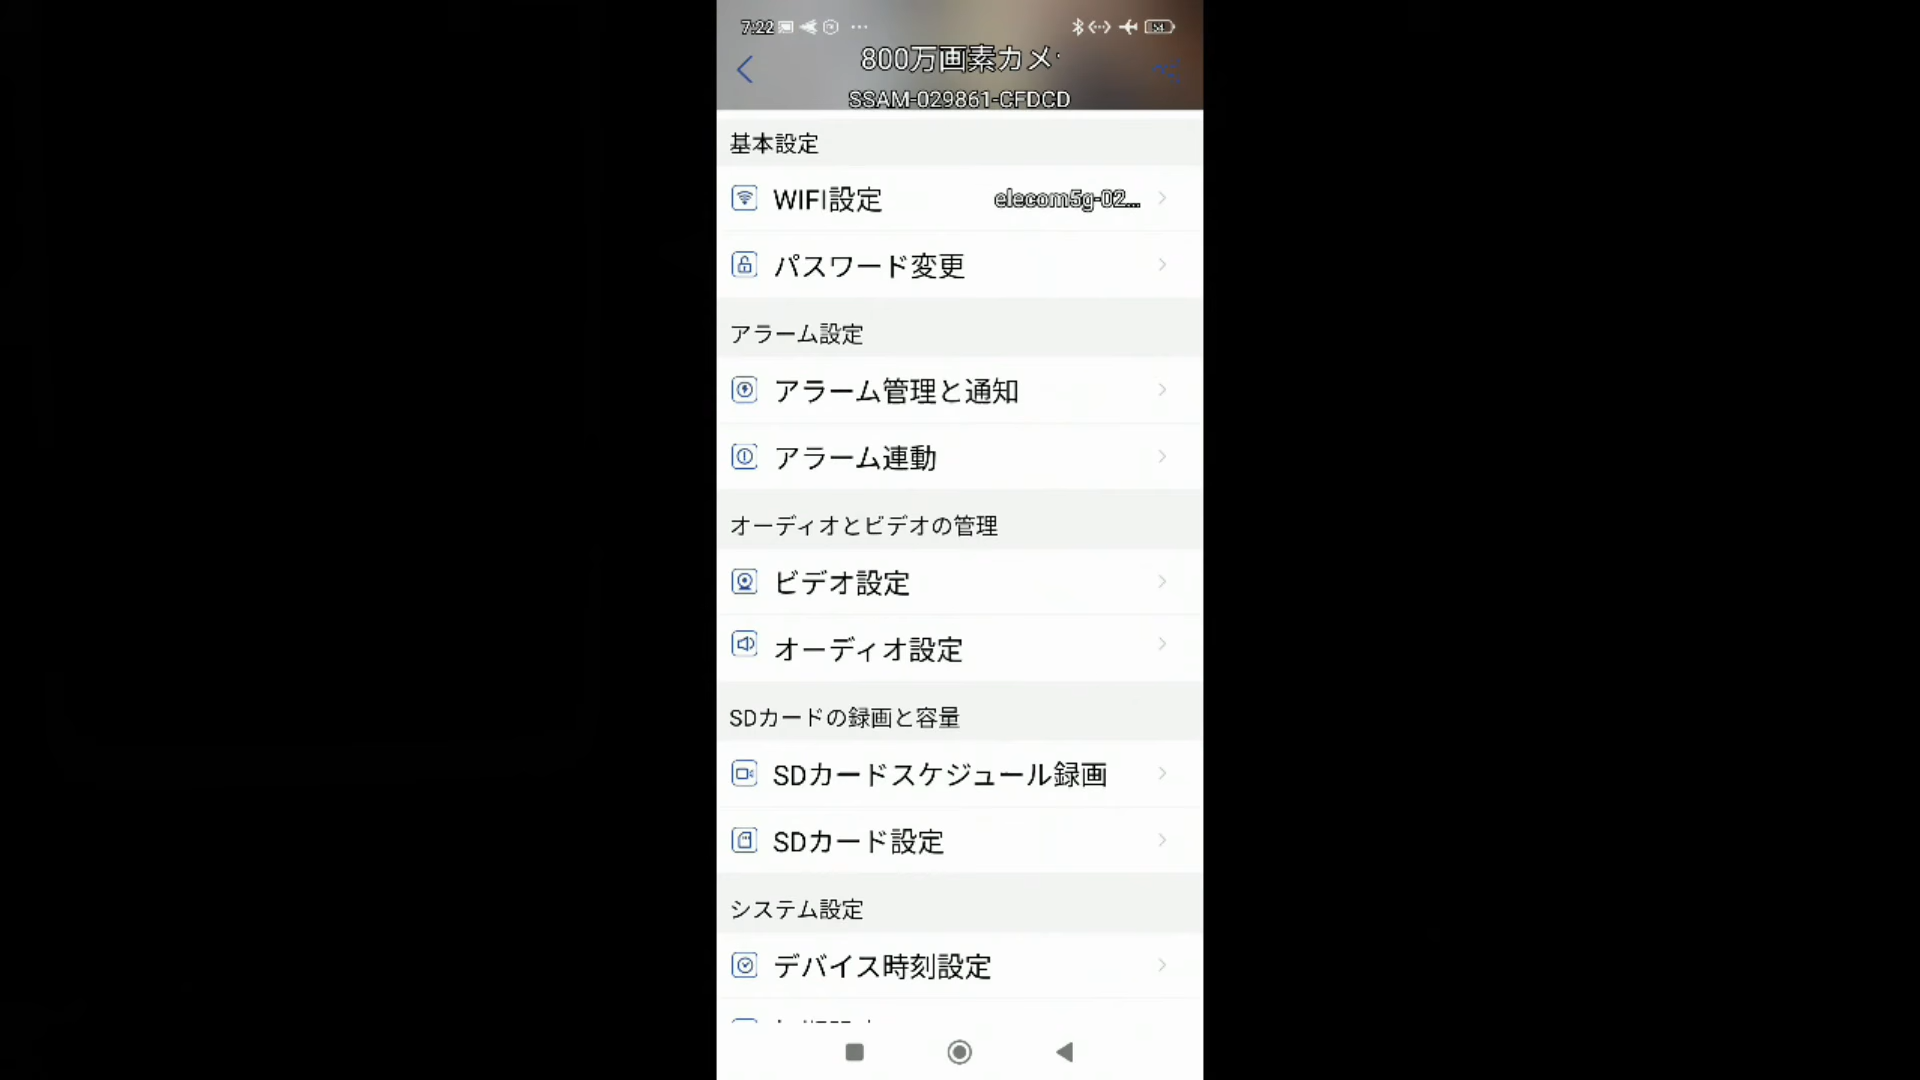 7:22
800万画素カメ
SSAM-029861-CFDCD
基本設定
WIFI設定 elecom5g-02...
パスワード変更
アラーム設定
アラーム管理と通知
アラーム連動
オーディオとビデオの管理
ビデオ設定
オーディオ設定
SDカードの録画と容量
SDカードスケジュール録画
SDカード設定
システム設定
デバイス時刻設定